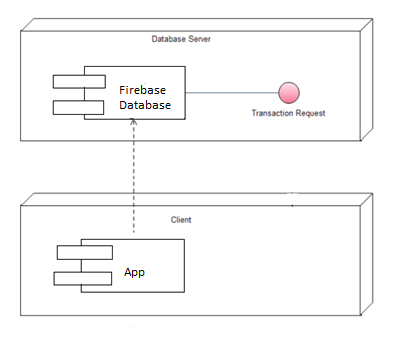 Database Server
Firebase
Database
Transaction Request
Client
App